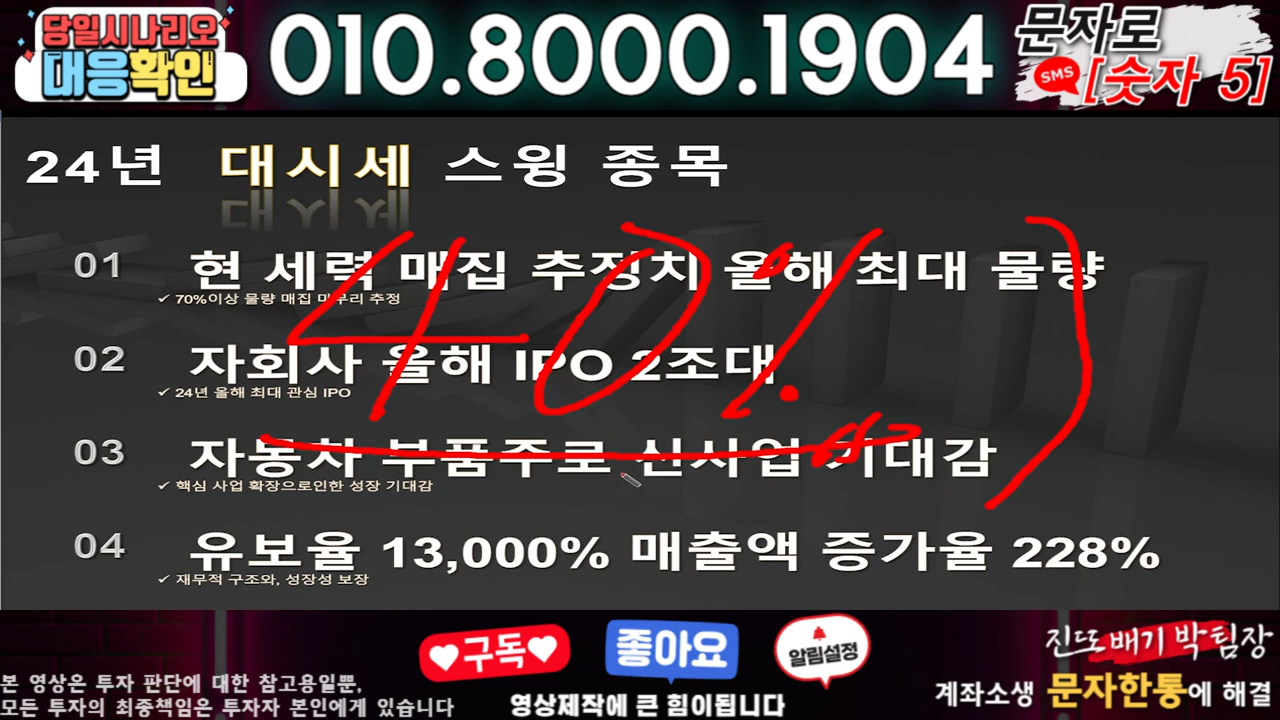 당일시나리오
대응확인
010.8000.1904
문자로
SMS [숫자 5]
24년 대시세 스윙 종목
01 현 세력 매집 추정치 올해 최대 물량
✓ 70%이상 물량 매집 마무리 추정
02 자회사 올해 IPO 2조대
✓ 24년 올해 최대 관심 IPO
03 자동차 부품주로 신사업 기대감
✓ 핵심 사업 확장으로인한 성장 기대감
04 유보율 13,000% 매출액 증가율 228%
✓ 재무적 구조와, 성장성 보장
40%
구독
좋아요
알림설정
영상제작에 큰 힘이됩니다
본 영상은 투자 판단에 대한 참고용일뿐,
모든 투자의 최종책임은 투자자 본인에게 있습니다
진또배기 박팀장
계좌소생 문자한통에 해결